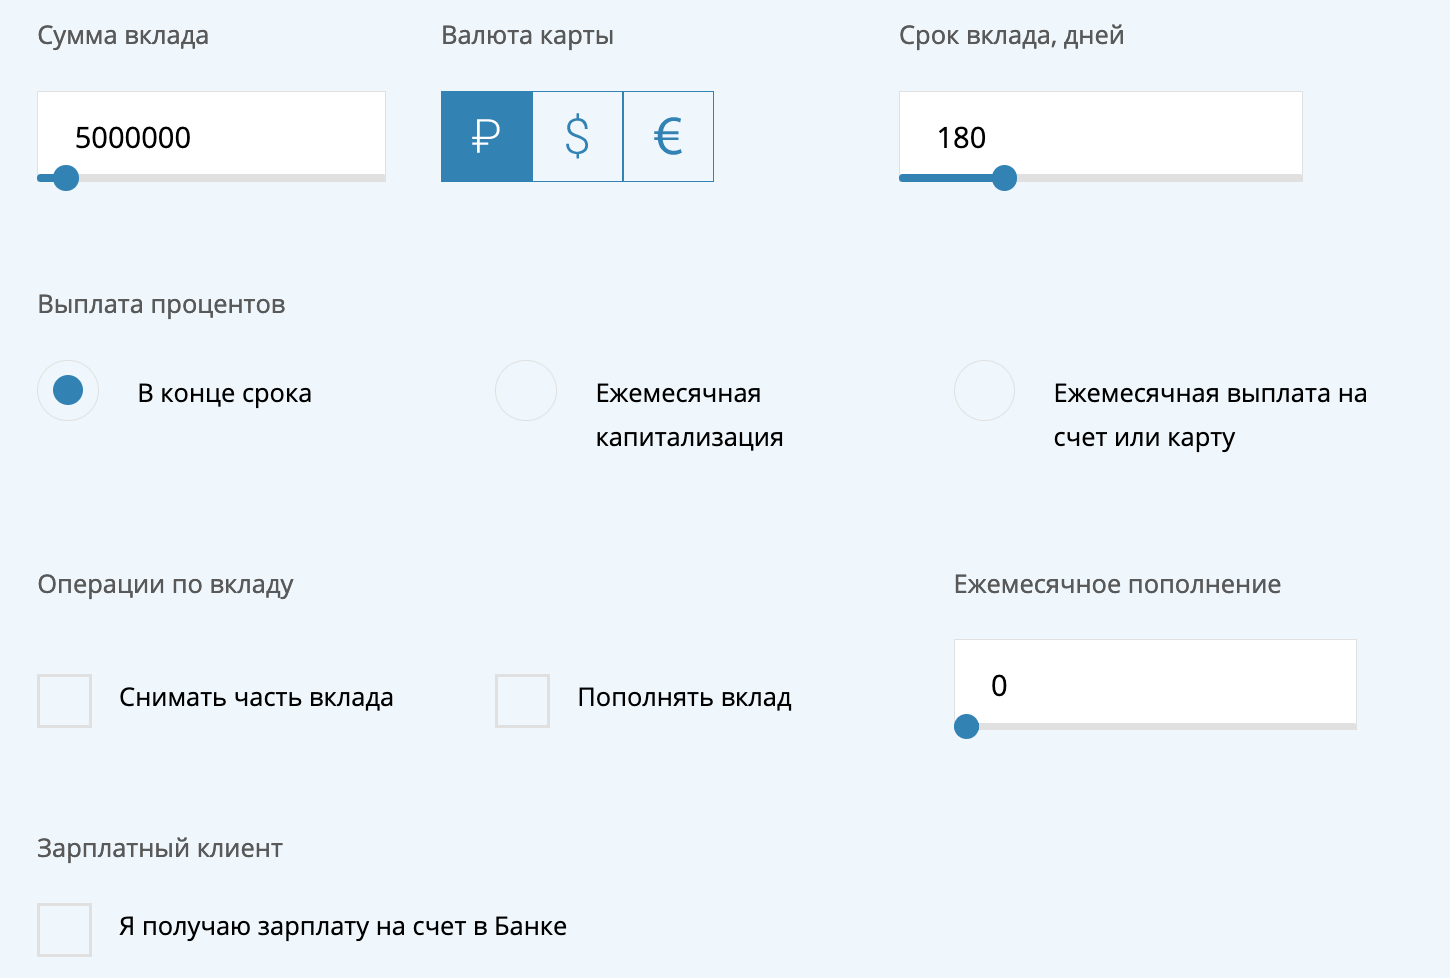 Сумма вклада
Валюта карты
Срок вклада, дней
5000000
₽
$
€
180
Выплата процентов
В конце срока
Ежемесячная
капитализация
Ежемесячная выплата на
счет или карту
Операции по вкладу
Ежемесячное пополнение
Снимать часть вклада
Пополнять вклад
0
Зарплатный клиент
Я получаю зарплату на счет в Банке